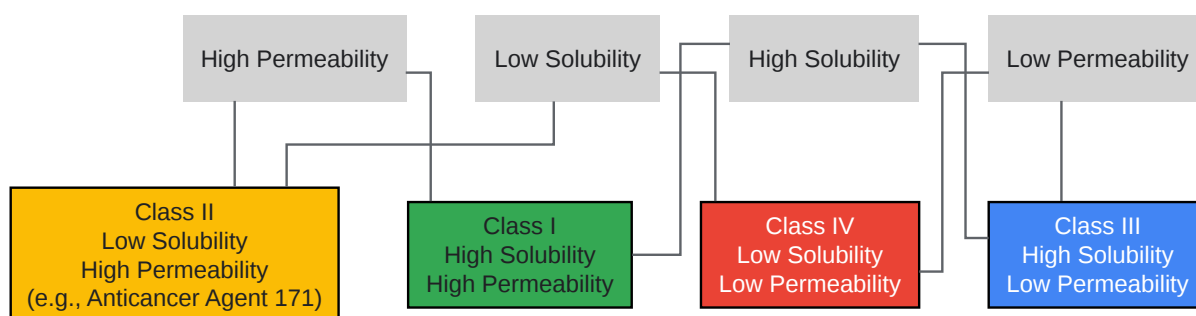 High Permeability
Low Solubility
High Solubility
Low Permeability
Class II
Low Solubility
High Permeability
(e.g., Anticancer Agent 171)
Class I
High Solubility
High Permeability
Class IV
Low Solubility
Low Permeability
Class III
High Solubility
Low Permeability